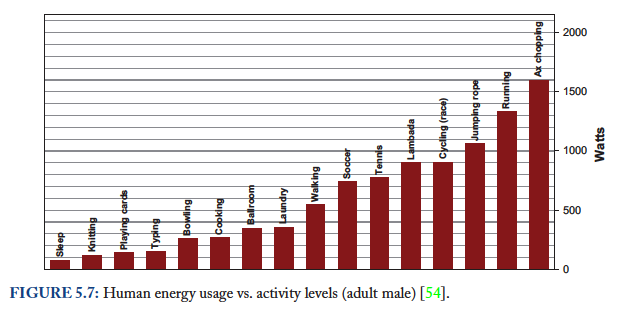 Sleep
Knitting
Playing cards
Typing
Bowling
Cooking
Ballroom
Laundry
Walking
Soccer
Tennis
Lambada
Cycling (race)
Jumping rope
Running
Ax chopping
2000
1500
1000
500
0
Watts
FIGURE 5.7: Human energy usage vs. activity levels (adult male) [54].